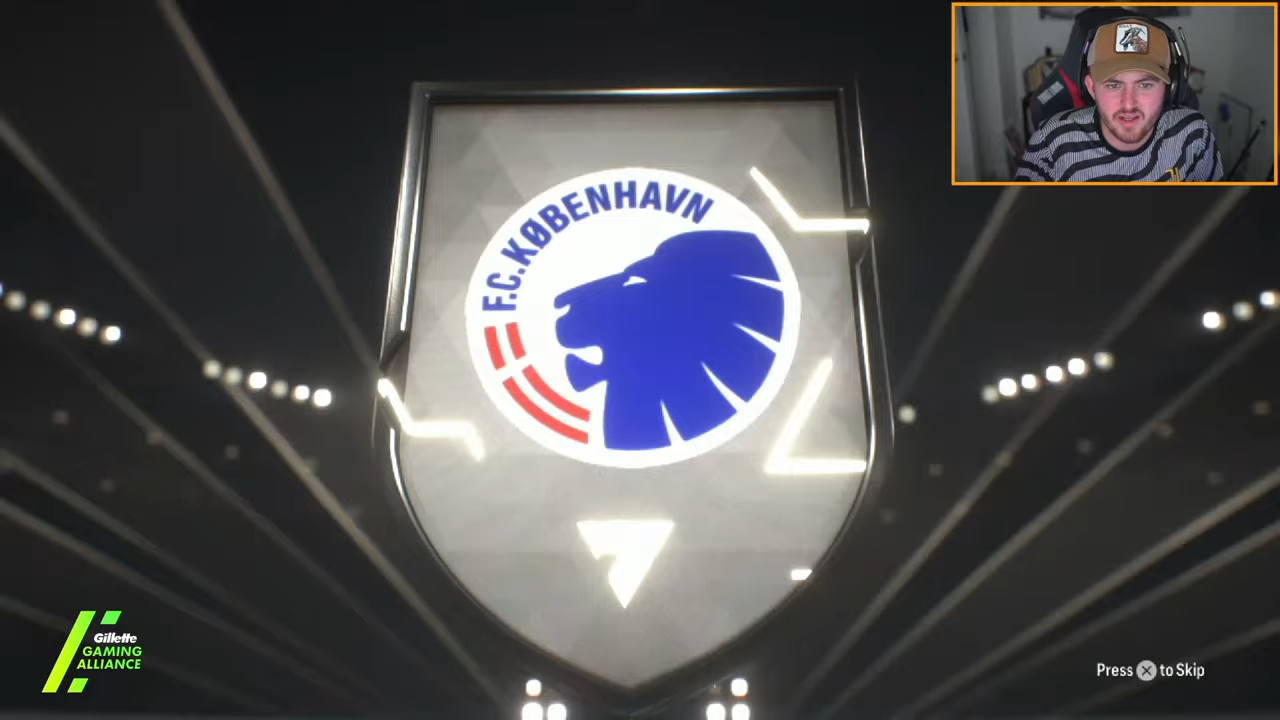 F.C.KØBENHAVN
Gillette
GAMING
ALLIANCE
Press X to Skip